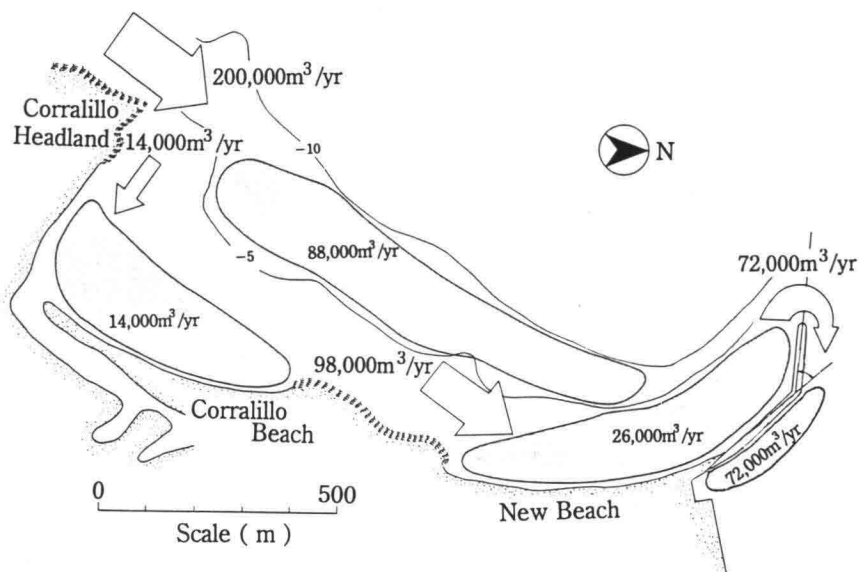 200,000m³/yr
Corralillo
Headland
14,000m³/yr
-10
N
-5
88,000m³/yr
72,000m³/yr
14,000m³/yr
98,000m³/yr
Corralillo
Beach
26,000m³/yr
72,000m³/yr
New Beach
0 500
Scale ( m )